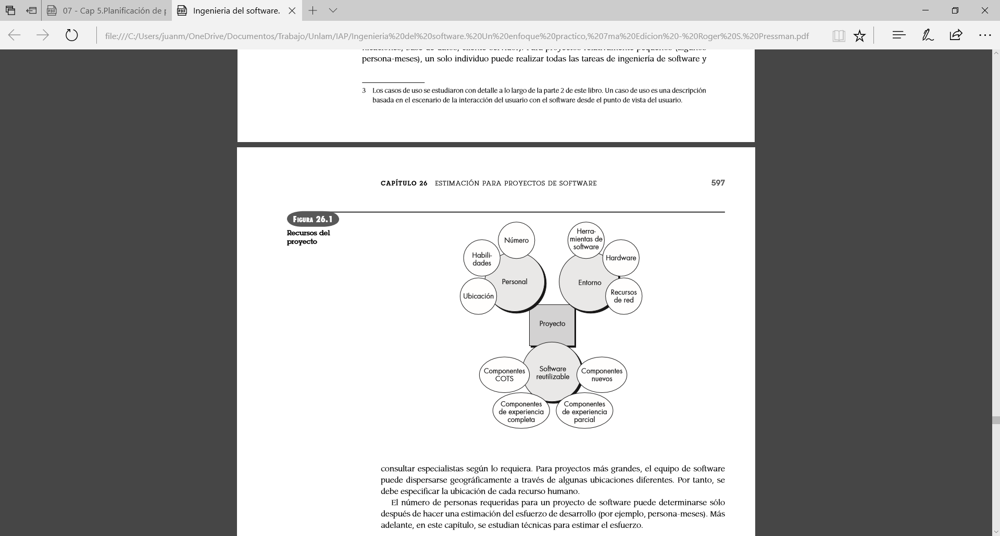 07 - Cap 5.Planificación de p
Ingenieria del software.
file:///C:/Users/juanm/OneDrive/Documentos/Trabajo/Unlam/IAP/Ingenieria%20del%20software.%20Un%20enfoque%20practico,%207ma%20Edicion%20-%20Roger%20S.%20Pressman.pdf
persona-meses), un solo individuo puede realizar todas las tareas de ingeniería de software y
3 Los casos de uso se estudiaron con detalle a lo largo de la parte 2 de este libro. Un caso de uso es una descripción
basada en el escenario de la interacción del usuario con el software desde el punto de vista del usuario.
CAPÍTULO 26 ESTIMACIÓN PARA PROYECTOS DE SOFTWARE 597
FIGURA 26.1
Recursos del
proyecto
Número
Habili-
dades
Ubicación
Personal
Herra-
mientas de
software
Hardware
Recursos
de red
Entorno
Proyecto
Software
reutilizable
Componentes
COTS
Componentes
nuevos
Componentes
de experiencia
completa
Componentes
de experiencia
parcial
consultar especialistas según lo requiera. Para proyectos más grandes, el equipo de software
puede dispersarse geográficamente a través de algunas ubicaciones diferentes. Por tanto, se
debe especificar la ubicación de cada recurso humano.
El número de personas requeridas para un proyecto de software puede determinarse sólo
después de hacer una estimación del esfuerzo de desarrollo (por ejemplo, persona-meses). Más
adelante, en este capítulo, se estudian técnicas para estimar el esfuerzo.